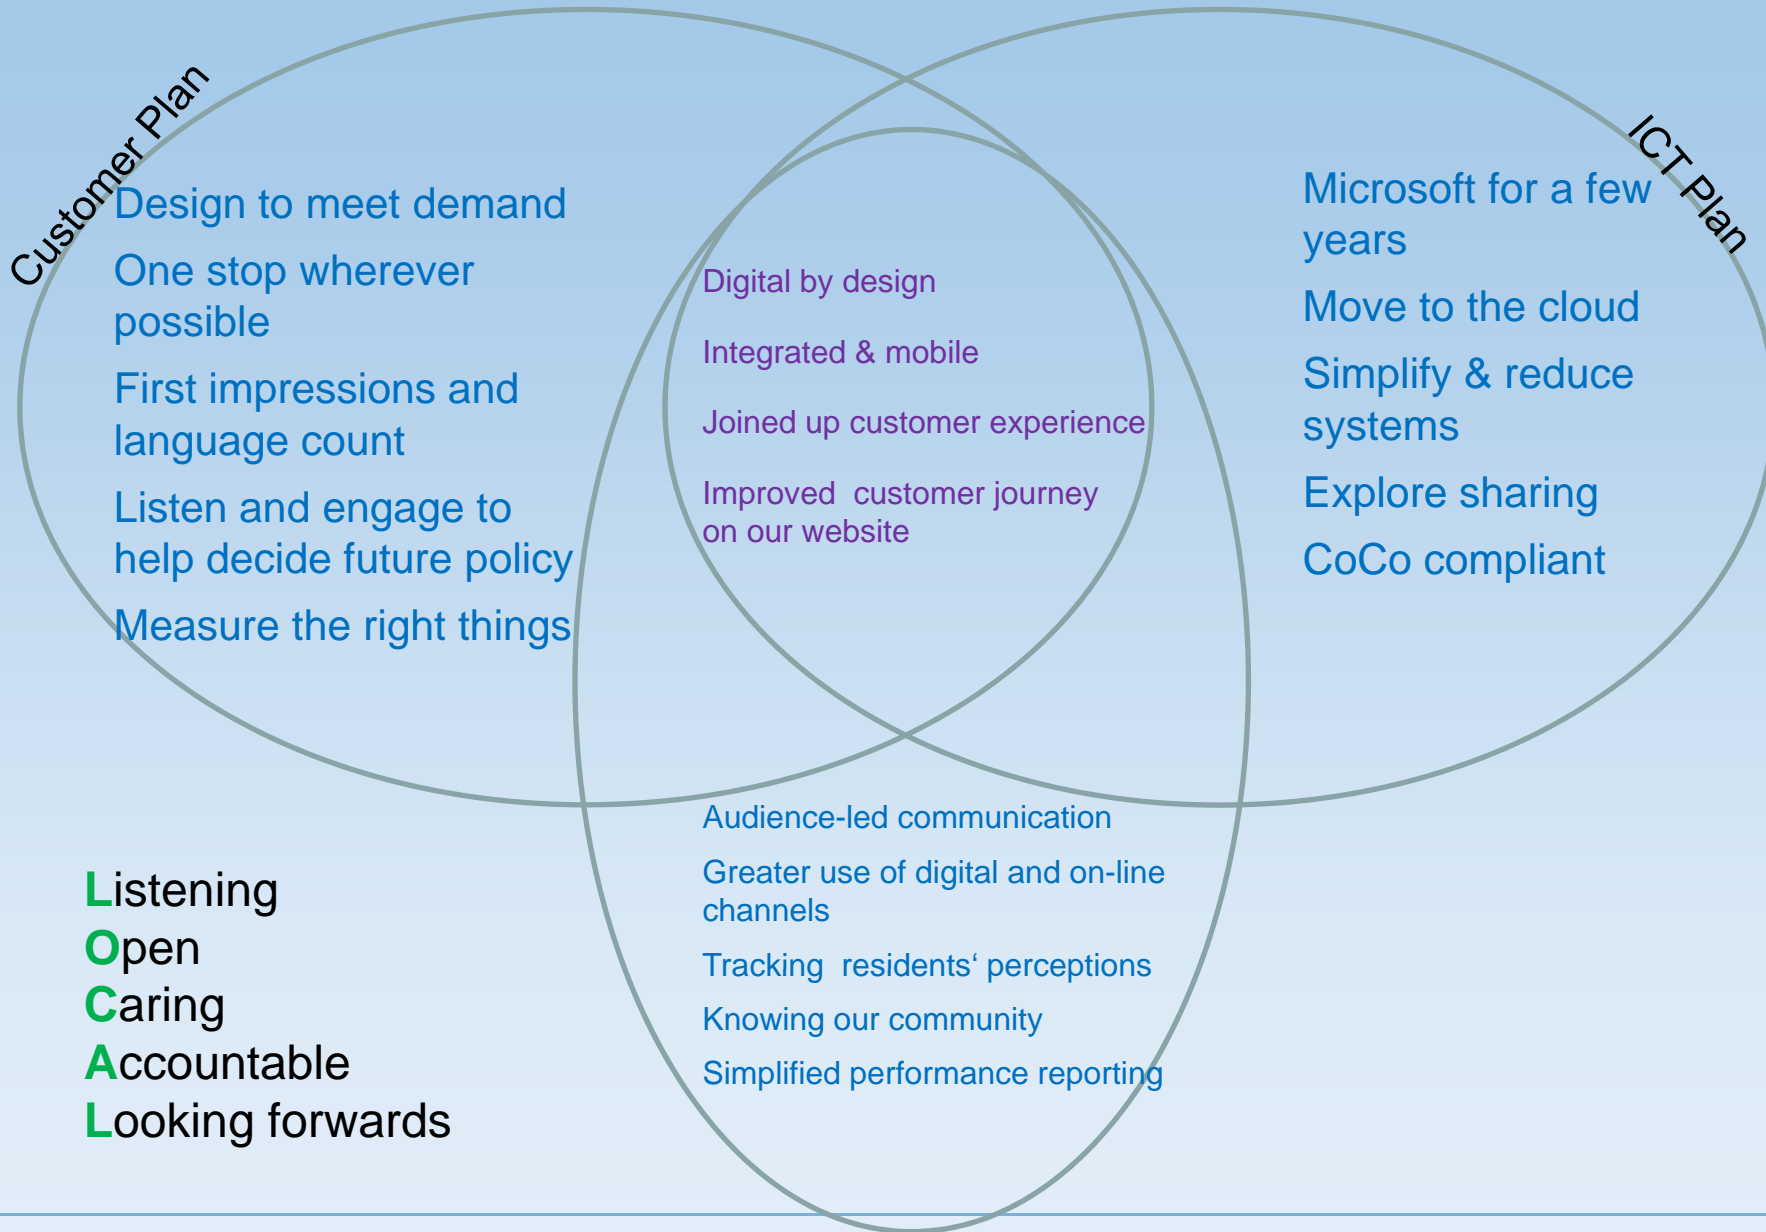 Customer Plan
Design to meet demand
One stop wherever
possible
First impressions and
language count
Listen and engage to
help decide future policy
Measure the right things
Digital by design
Integrated & mobile
Joined up customer experience
Improved  customer journey
on our website
ICT Plan
Microsoft for a few
years
Move to the cloud
Simplify & reduce
systems
Explore sharing
CoCo compliant
Audience-led communication
Greater use of digital and on-line
channels
Tracking  residents‘ perceptions
Knowing our community
Simplified performance reporting
Listening
Open
Caring
Accountable
Looking forwards